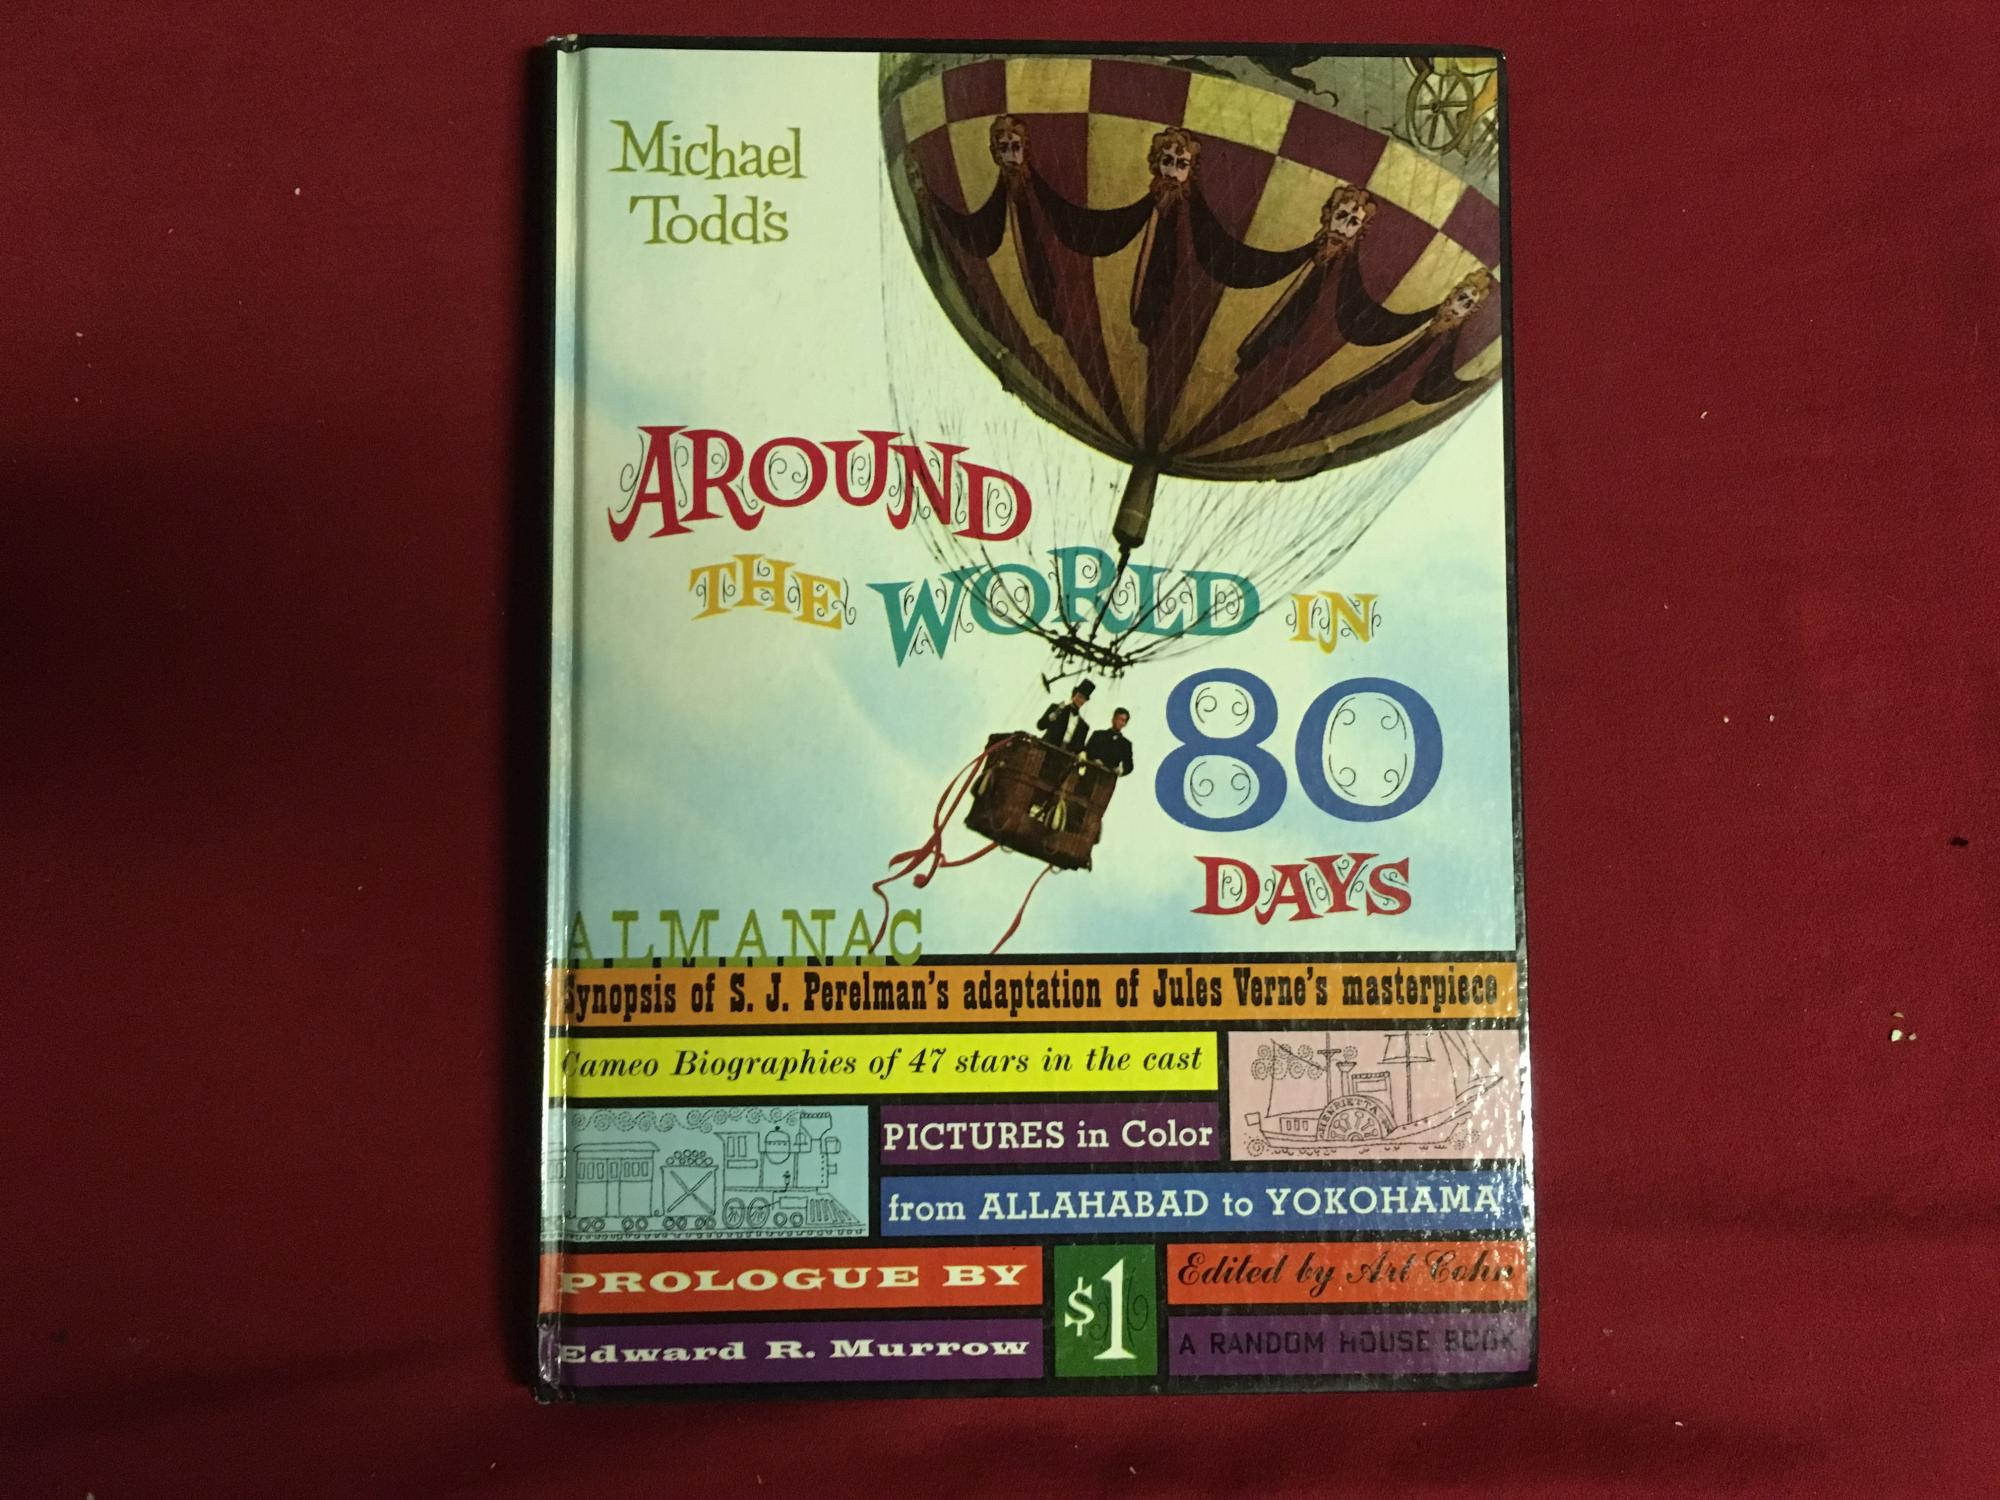 Michael
Todd's
AROUND
THE WORLD IN
80
DAYS
ALMANAC
Synopsis of S. J. Perelman's adaptation of Jules Verne's masterpiece
Cameo Biographies of 47 stars in the cast
HENRIETTA
PICTURES in Color
from ALLAHABAD to YOKOHAMA
PROLOGUE BY
Edward R. Murrow
$1
Edited by Art Cohn
A RANDOM HOUSE BOOK